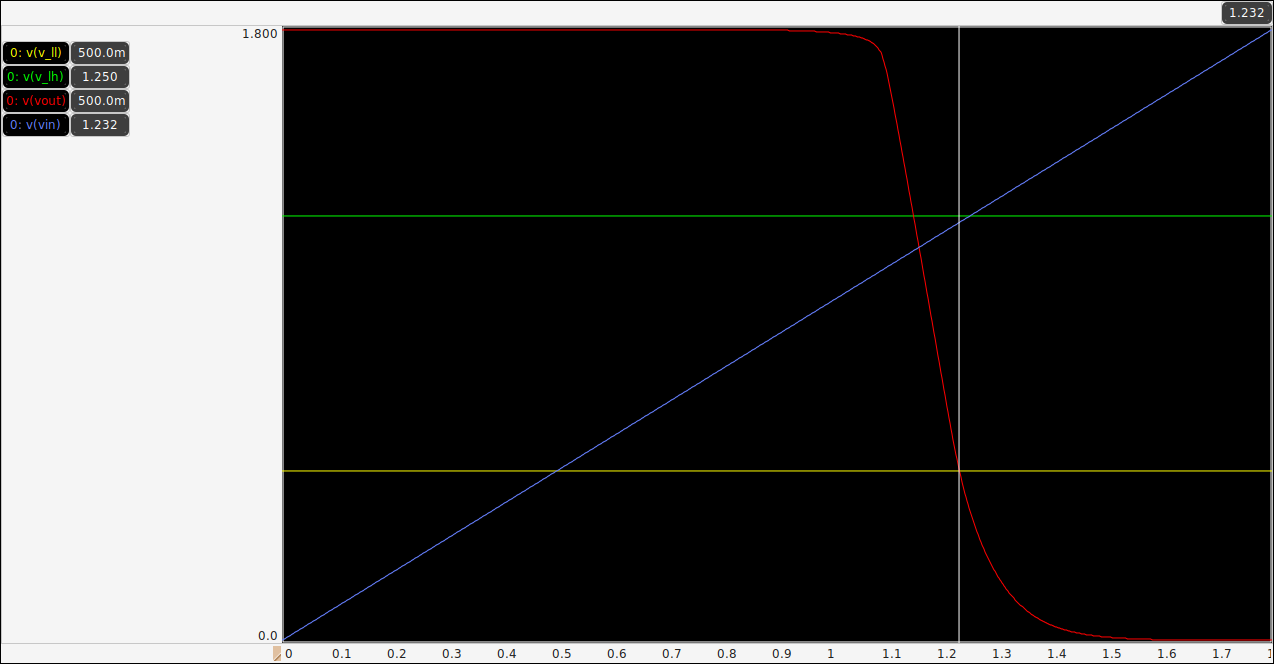 1.232
1.800
0: v(v_ll) 500.0m
0: v(v_lh) 1.250
0: v(vout) 500.0m
0: v(vin) 1.232
0.0
0 0.1 0.2 0.3 0.4 0.5 0.6 0.7 0.8 0.9 1 1.1 1.2 1.3 1.4 1.5 1.6 1.7